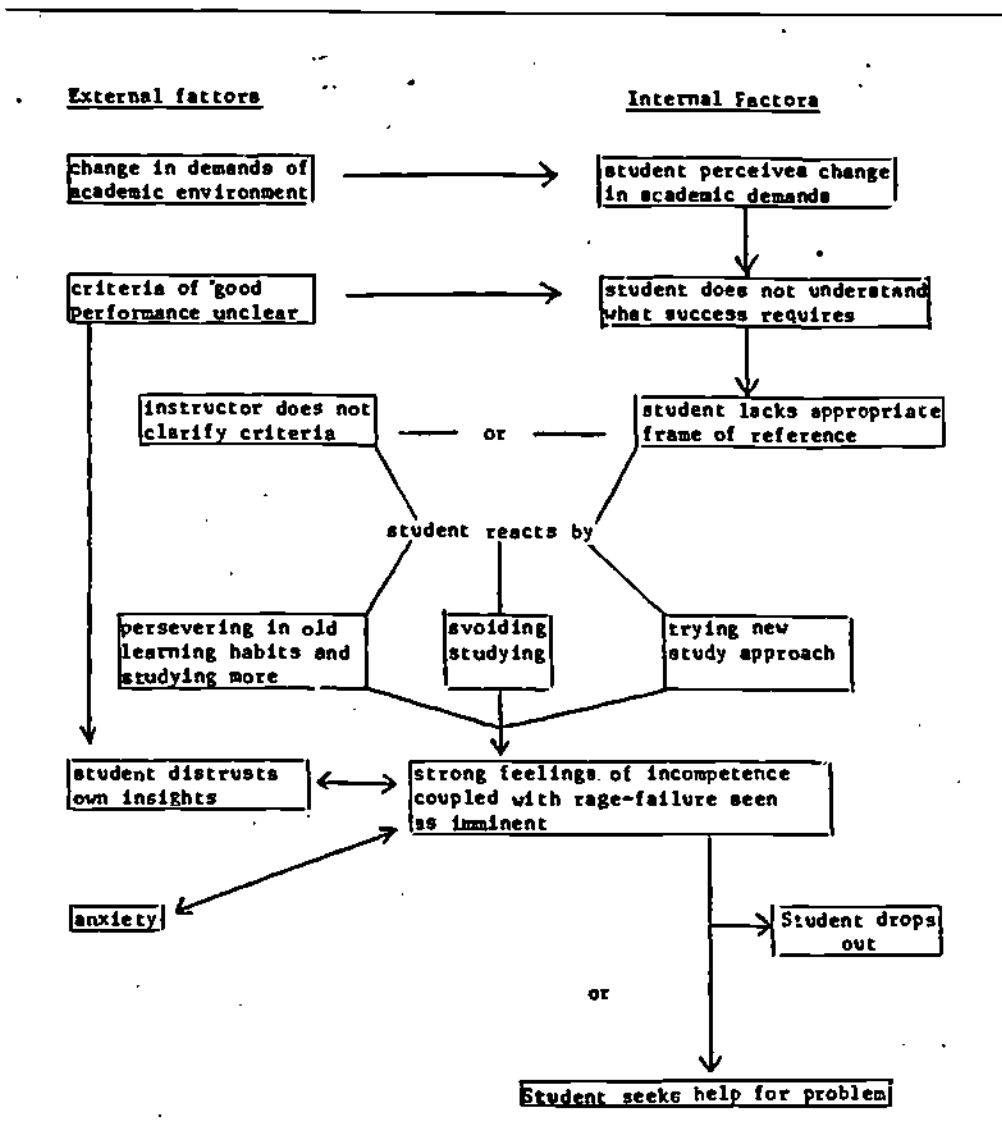 External factors
Internal Factors
change in demands of
academic environment
student perceives change
in academic demands
criteria of good
performance unclear
student does not understand
what success requires
instructor does not
clarify criteria
or
student lacks appropriate
frame of reference
student reacts by
persevering in old
learning habits and
studying more
avoiding
studying
trying new
study approach
student distrusts
own insights
strong feelings of incompetence
coupled with rage-failure seen
as imminent
anxiety
Student drops
out
or
Student seeks help for problem